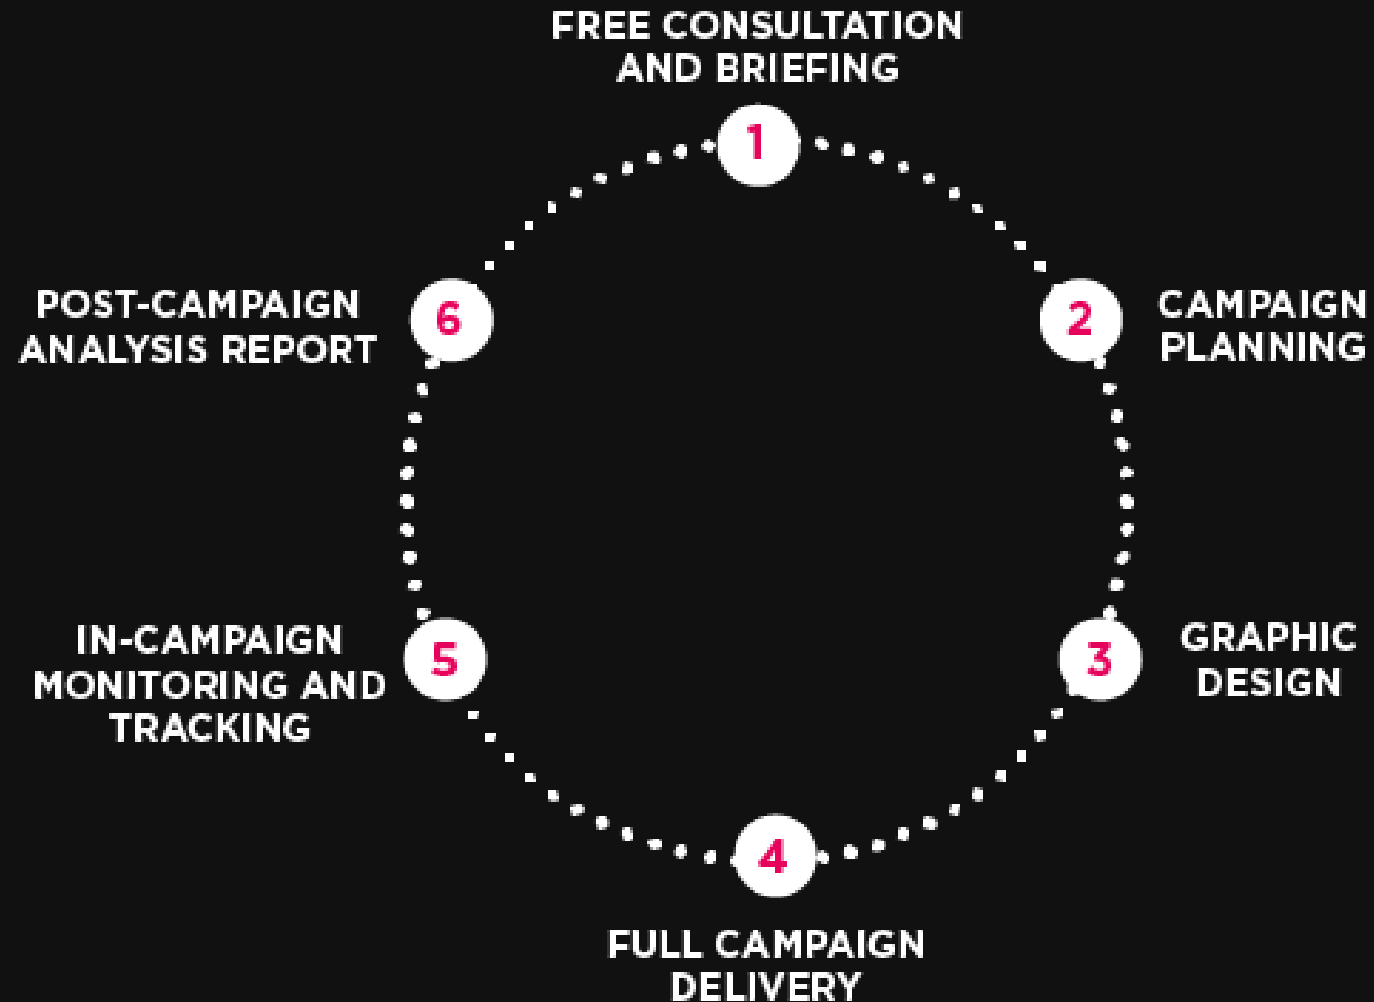 FREE CONSULTATION
AND BRIEFING
1
2
CAMPAIGN
PLANNING
3
GRAPHIC
DESIGN
4
FULL CAMPAIGN
DELIVERY
5
IN-CAMPAIGN
MONITORING AND
TRACKING
6
POST-CAMPAIGN
ANALYSIS REPORT